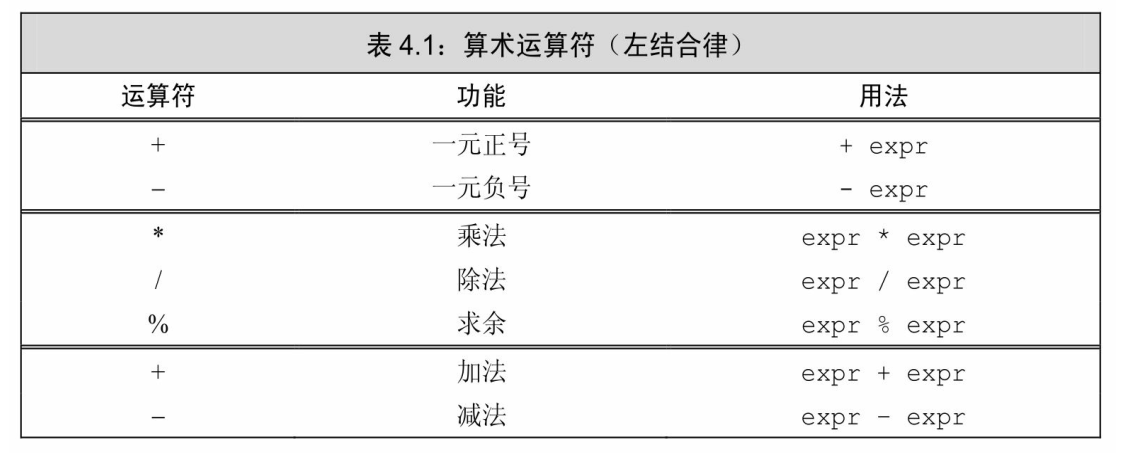 表 4.1：算术运算符（左结合律）
运算符 功能 用法
+ 一元正号 + expr
– 一元负号 - expr
* 乘法 expr * expr
/ 除法 expr / expr
% 求余 expr % expr
+ 加法 expr + expr
– 减法 expr – expr